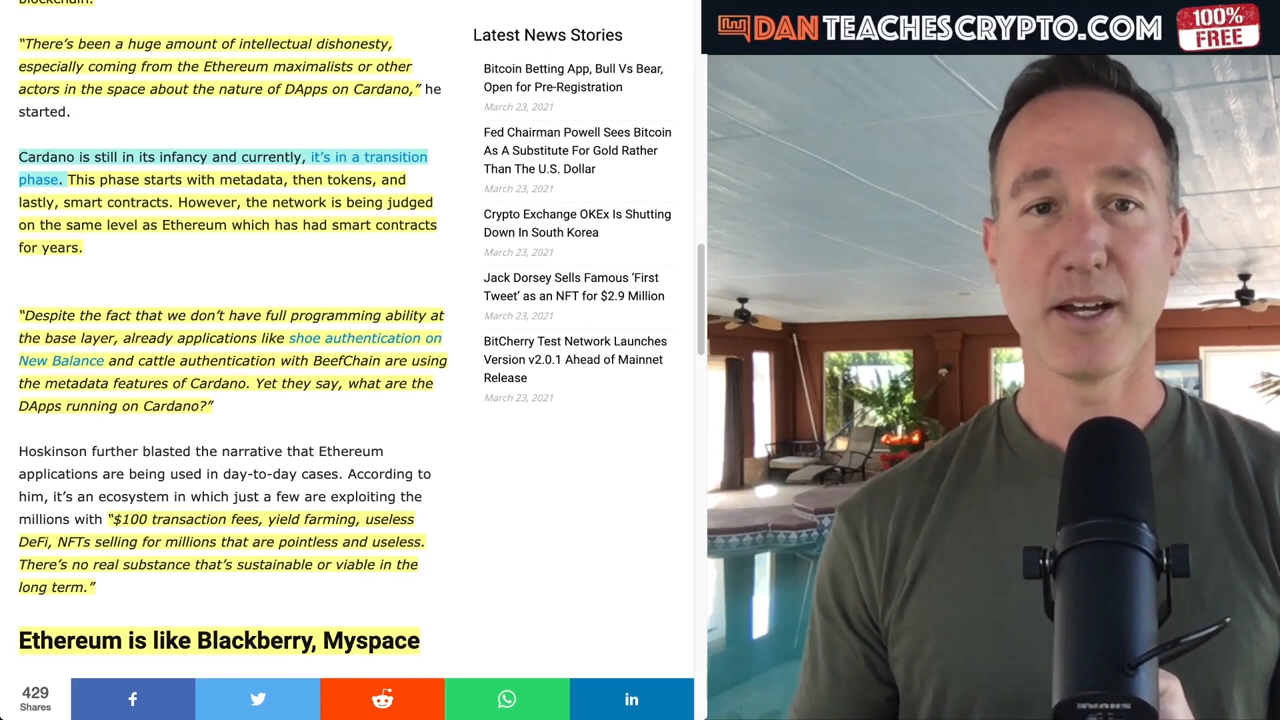 blockchain.
“There’s been a huge amount of intellectual dishonesty,
especially coming from the Ethereum maximalists or other
actors in the space about the nature of DApps on Cardano,” he
started.
Cardano is still in its infancy and currently, it’s in a transition
phase. This phase starts with metadata, then tokens, and
lastly, smart contracts. However, the network is being judged
on the same level as Ethereum which has had smart contracts
for years.
“Despite the fact that we don’t have full programming ability at
the base layer, already applications like shoe authentication on
New Balance and cattle authentication with BeefChain are using
the metadata features of Cardano. Yet they say, what are the
DApps running on Cardano?”
Hoskinson further blasted the narrative that Ethereum
applications are being used in day-to-day cases. According to
him, it’s an ecosystem in which just a few are exploiting the
millions with “$100 transaction fees, yield farming, useless
DeFi, NFTs selling for millions that are pointless and useless.
There’s no real substance that’s sustainable or viable in the
long term.”
Ethereum is like Blackberry, Myspace
429
Shares
Latest News Stories
Bitcoin Betting App, Bull Vs Bear,
Open for Pre-Registration
March 23, 2021
Fed Chairman Powell Sees Bitcoin
As A Substitute For Gold Rather
Than The U.S. Dollar
March 23, 2021
Crypto Exchange OKEx Is Shutting
Down In South Korea
March 23, 2021
Jack Dorsey Sells Famous ‘First
Tweet’ as an NFT for $2.9 Million
March 23, 2021
BitCherry Test Network Launches
Version v2.0.1 Ahead of Mainnet
Release
March 23, 2021
DANTEACHESCRYPTO.COM
100%
FREE